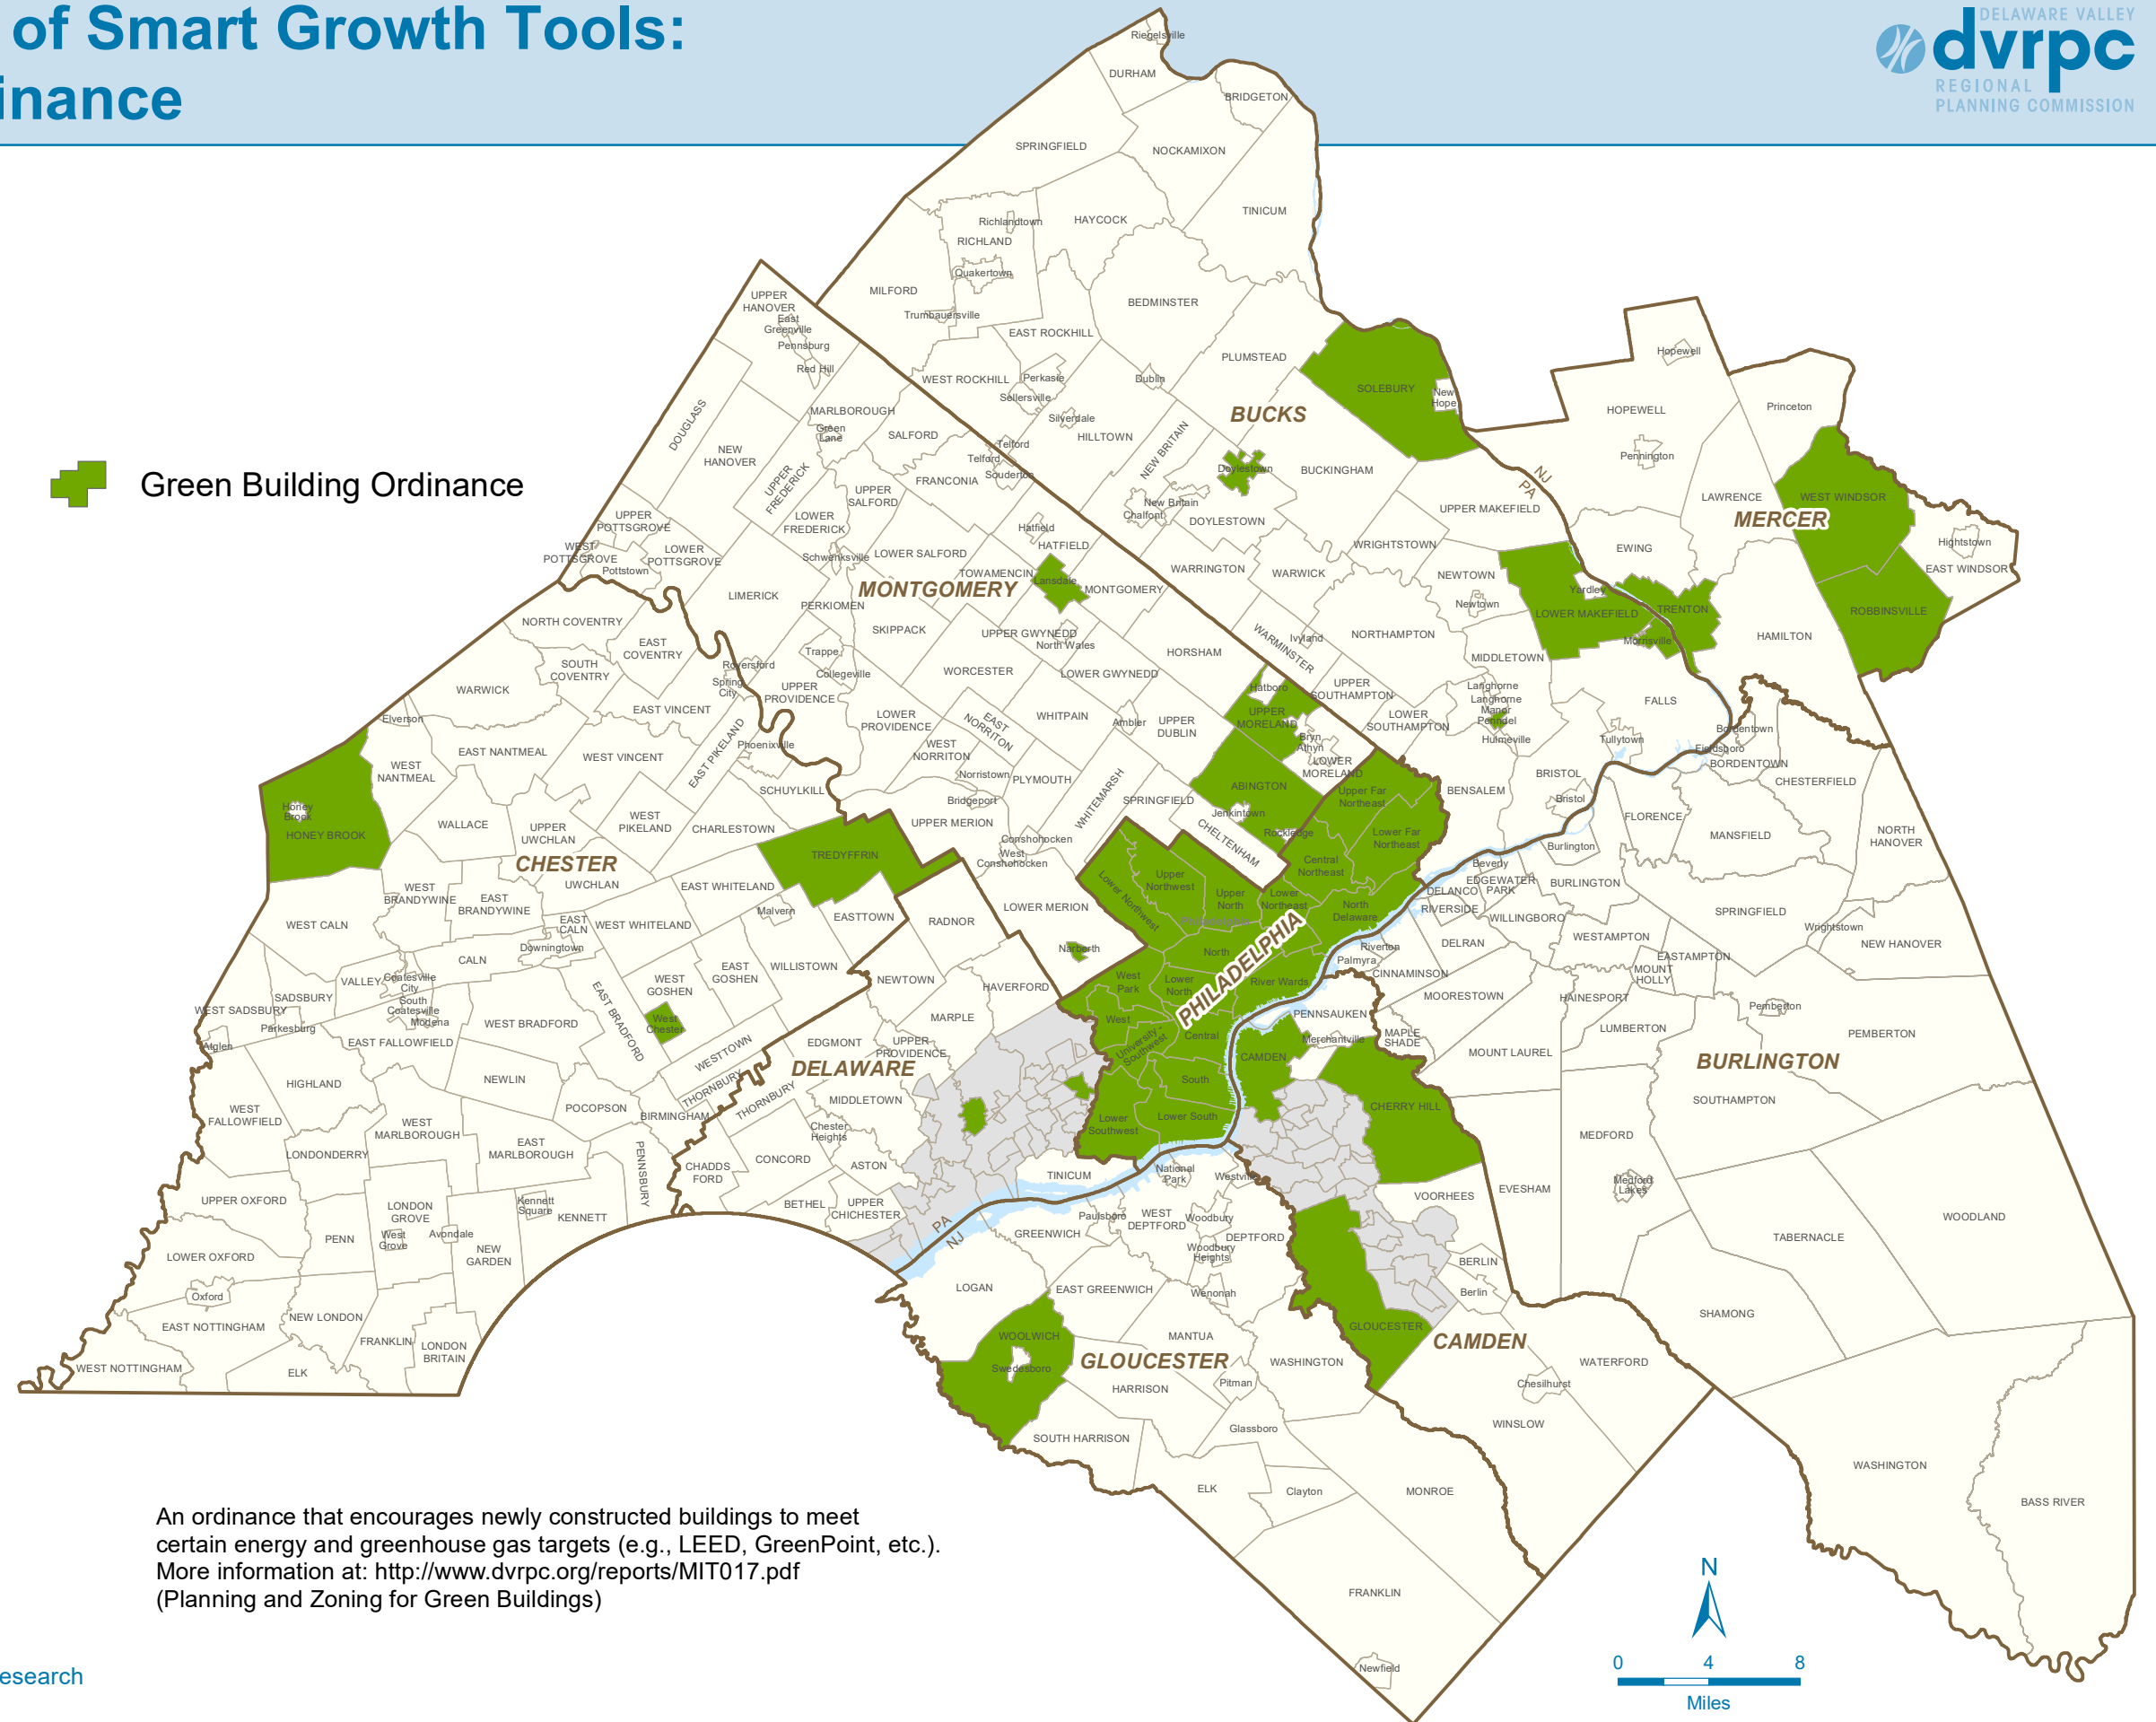 of Smart Growth Tools:
inance
DELAWARE VALLEY
dvrpc
REGIONAL
PLANNING COMMISSION
Green Building Ordinance
BUCKS
Riegelsville
DURHAM
BRIDGETON
SPRINGFIELD
NOCKAMIXON
TINICUM
HAYCOCK
Richlandtown
RICHLAND
Quakertown
MILFORD
Trumbauersville
BEDMINSTER
EAST ROCKHILL
WEST ROCKHILL
Perkasie
Sellersville
Dublin
PLUMSTEAD
SOLEBURY
New
Hope
Silverdale
HILLTOWN
NEW BRITAIN
Telford
Doylestown
BUCKINGHAM
New Britain
Chalfont
DOYLESTOWN
UPPER MAKEFIELD
WRIGHTSTOWN
WARRINGTON
WARWICK
NEWTOWN
Newtown
Yardley
LOWER MAKEFIELD
Morrisville
Ivyland
NORTHAMPTON
WARMINSTER
MIDDLETOWN
UPPER
SOUTHAMPTON
LOWER
SOUTHAMPTON
Langhorne
Langhorne
Manor
Penndel
Hulmeville
FALLS
Tullytown
BRISTOL
Bristol
BENSALEM
MONTGOMERY
UPPER
HANOVER
East
Greenville
Pennsburg
Red Hill
DOUGLASS
NEW
HANOVER
MARLBOROUGH
Green
Lane
SALFORD
UPPER
FREDERICK
UPPER
SALFORD
Telford
Souderton
FRANCONIA
LOWER
FREDERICK
UPPER
POTTSGROVE
WEST
POTTSGROVE
Pottstown
LOWER
POTTSGROVE
Schwenksville
LOWER SALFORD
Hatfield
HATFIELD
TOWAMENCIN
Lansdale
MONTGOMERY
LIMERICK
PERKIOMEN
SKIPPACK
UPPER GWYNEDD
North Wales
HORSHAM
Trappe
Collegeville
WORCESTER
LOWER GWYNEDD
Royersford
UPPER
PROVIDENCE
LOWER
PROVIDENCE
EAST
NORRITON
WHITPAIN
Ambler
UPPER
DUBLIN
Hatboro
UPPER
MORELAND
Bryn
Athyn
LOWER
MORELAND
WEST
NORRITON
Norristown
PLYMOUTH
WHITEMARSH
SPRINGFIELD
ABINGTON
Jenkintown
Rockledge
CHELTENHAM
Bridgeport
UPPER MERION
Conshohocken
West
Conshohocken
LOWER MERION
Narberth
CHESTER
NORTH COVENTRY
EAST
COVENTRY
SOUTH
COVENTRY
Spring
City
WARWICK
EAST VINCENT
Elverson
EAST PIKELAND
Phoenixville
EAST NANTMEAL
WEST VINCENT
WEST
NANTMEAL
SCHUYLKILL
Honey
Brook
HONEY BROOK
WALLACE
UPPER
UWCHLAN
WEST
PIKELAND
CHARLESTOWN
TREDYFFRIN
UWCHLAN
EAST WHITELAND
WEST
BRANDYWINE
EAST
BRANDYWINE
WEST CALN
EAST
CALN
WEST WHITELAND
Malvern
EASTTOWN
Downingtown
CALN
VALLEY
Coatesville
City
WEST
GOSHEN
EAST
GOSHEN
WILLISTOWN
SADSBURY
WEST SADSBURY
Parkesburg
South
Coatesville
Modena
WEST BRADFORD
EAST BRADFORD
West
Chester
Atglen
EAST FALLOWFIELD
WESTTOWN
HIGHLAND
NEWLIN
THORNBURY
WEST
FALLOWFIELD
POCOPSON
BIRMINGHAM
WEST
MARLBOROUGH
EAST
MARLBOROUGH
PENNSBURY
LONDONDERRY
UPPER OXFORD
LONDON
GROVE
Kennett
Square
KENNETT
PENN
West
Grove
Avondale
NEW
GARDEN
LOWER OXFORD
Oxford
EAST NOTTINGHAM
NEW LONDON
FRANKLIN
LONDON
BRITAIN
WEST NOTTINGHAM
ELK
DELAWARE
RADNOR
NEWTOWN
HAVERFORD
MARPLE
EDGMONT
UPPER
PROVIDENCE
THORNBURY
MIDDLETOWN
Chester
Heights
CHADDS
FORD
CONCORD
ASTON
BETHEL
UPPER
CHICHESTER
TINICUM
PHILADELPHIA
Upper Far
Northeast
Lower Far
Northeast
Central
Northeast
Upper
Northwest
Lower Northwest
Upper
North
Lower
Northeast
North
Delaware
Philadelphia
North
West
Park
Lower
North
River Wards
West
University -
Southwest
Central
South
Lower
Southwest
Lower South
MERCER
Hopewell
HOPEWELL
Princeton
Pennington
LAWRENCE
WEST WINDSOR
EWING
Hightstown
EAST WINDSOR
TRENTON
ROBBINSVILLE
HAMILTON
NJ
PA
BURLINGTON
Bordentown
Fieldsboro
BORDENTOWN
CHESTERFIELD
FLORENCE
MANSFIELD
NORTH
HANOVER
Burlington
Beverly
EDGEWATER
PARK
BURLINGTON
DELANCO
RIVERSIDE
WILLINGBORO
SPRINGFIELD
Wrightstown
NEW HANOVER
WESTAMPTON
EASTAMPTON
MOUNT
HOLLY
Riverton
Palmyra
DELRAN
CINNAMINSON
MOORESTOWN
HAINESPORT
Pemberton
LUMBERTON
PEMBERTON
MAPLE
SHADE
MOUNT LAUREL
SOUTHAMPTON
MEDFORD
Medford
Lakes
EVESHAM
WOODLAND
TABERNACLE
SHAMONG
WASHINGTON
BASS RIVER
CAMDEN
PENNSAUKEN
Merchantville
CAMDEN
CHERRY HILL
VOORHEES
BERLIN
Berlin
GLOUCESTER
WATERFORD
Chesilhurst
WINSLOW
GLOUCESTER
PA
NJ
National
Park
Westville
Paulsboro
WEST
DEPTFORD
Woodbury
GREENWICH
DEPTFORD
Woodbury
Heights
LOGAN
EAST GREENWICH
Wenonah
WOOLWICH
Swedesboro
MANTUA
WASHINGTON
HARRISON
Pitman
Glassboro
SOUTH HARRISON
ELK
Clayton
MONROE
FRANKLIN
Newfield
An ordinance that encourages newly constructed buildings to meet
certain energy and greenhouse gas targets (e.g., LEED, GreenPoint, etc.).
More information at: http://www.dvrpc.org/reports/MIT017.pdf
(Planning and Zoning for Green Buildings)
esearch
N
0 4 8
Miles